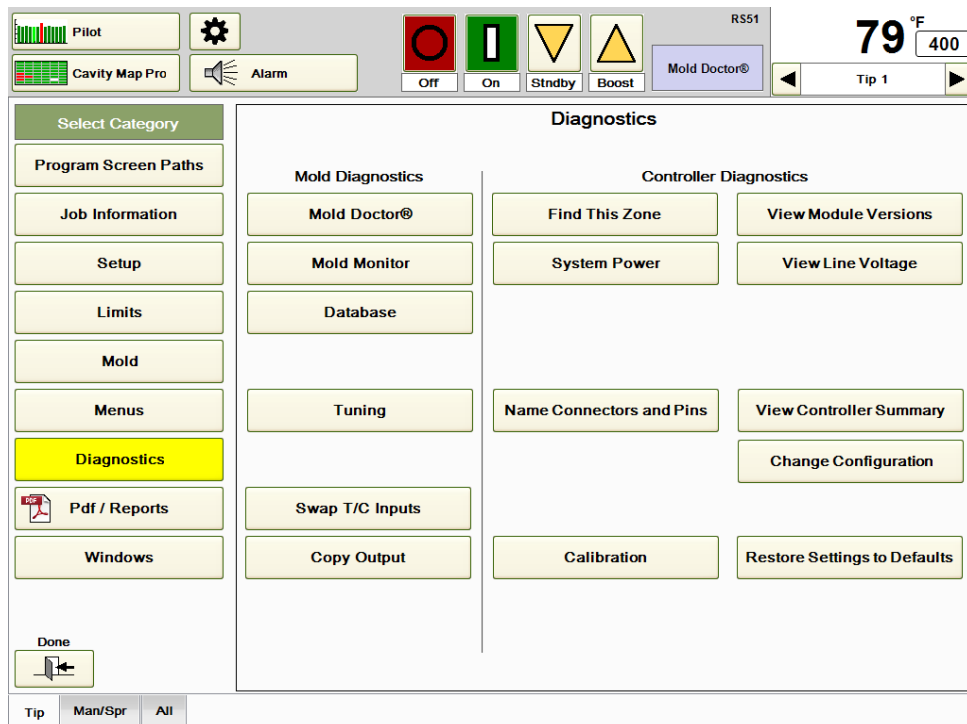 Pilot
RS51
79 °F
400
Cavity Map Pro
Alarm
Off
On
Stndby
Boost
Mold Doctor®
Tip 1
Select Category
Program Screen Paths
Job Information
Setup
Limits
Mold
Menus
Diagnostics
PDF
Pdf / Reports
Windows
Done
Diagnostics
Mold Diagnostics
Mold Doctor®
Mold Monitor
Database
Tuning
Swap T/C Inputs
Copy Output
Controller Diagnostics
Find This Zone
View Module Versions
System Power
View Line Voltage
Name Connectors and Pins
View Controller Summary
Change Configuration
Calibration
Restore Settings to Defaults
Tip
Man/Spr
All